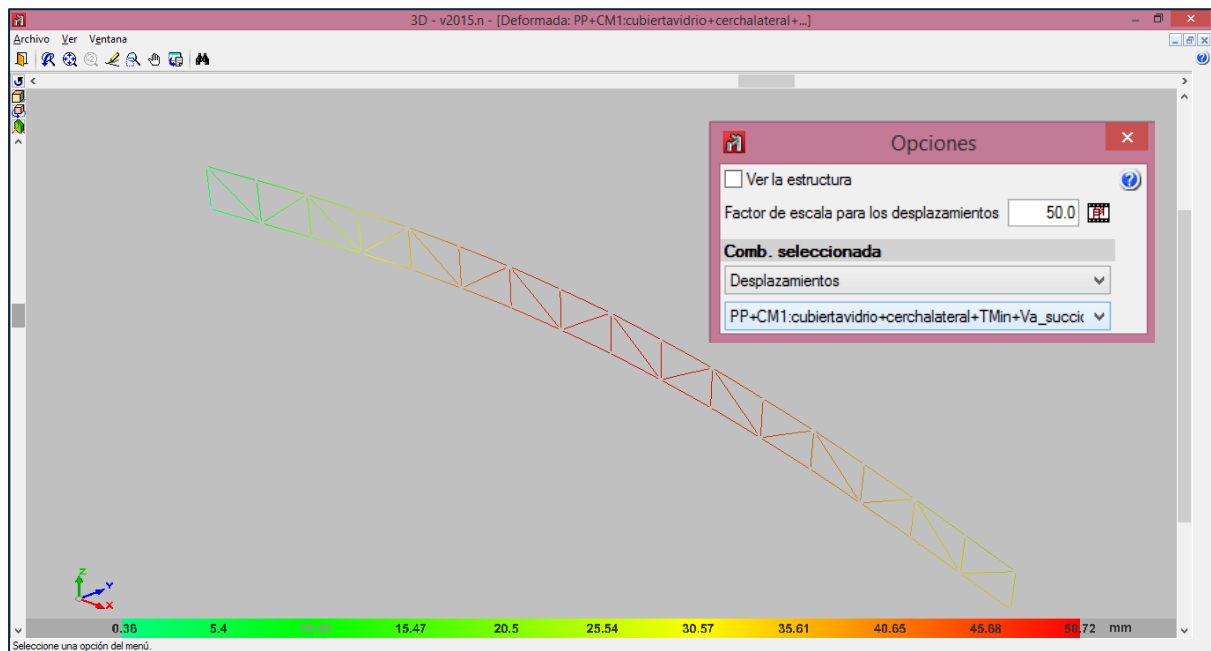 3D - v2015.n - [Deformada: PP+CM1:cubiertavidrio+cerchalateral+...]
Archivo Ver Ventana
Opciones
Ver la estructura
Factor de escala para los desplazamientos 50.0
Comb. seleccionada
Desplazamientos
PP+CM1:cubiertavidrio+cerchalateral+TMin+Va_succic
Z
Y
X
0.36 5.4 15.47 20.5 25.54 30.57 35.61 40.65 45.68 50.72 mm
Seleccione una opción del menú.